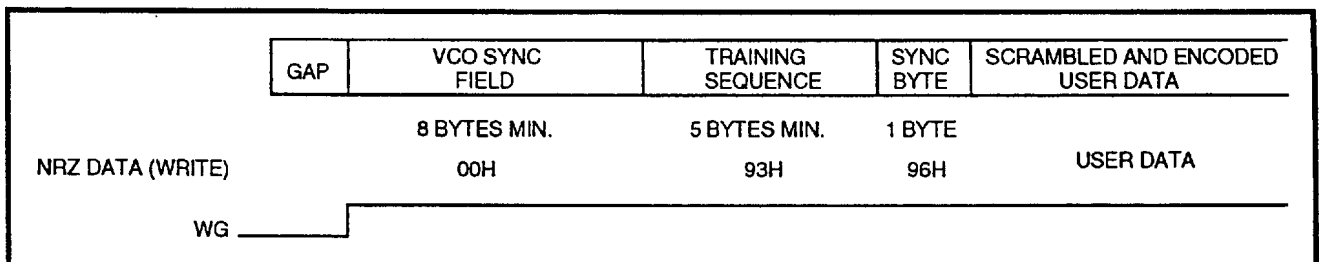 GAP
VCO SYNC
FIELD
TRAINING
SEQUENCE
SYNC
BYTE
SCRAMBLED AND ENCODED
USER DATA
8 BYTES MIN.
5 BYTES MIN.
1 BYTE
NRZ DATA (WRITE)
00H
93H
96H
USER DATA
WG